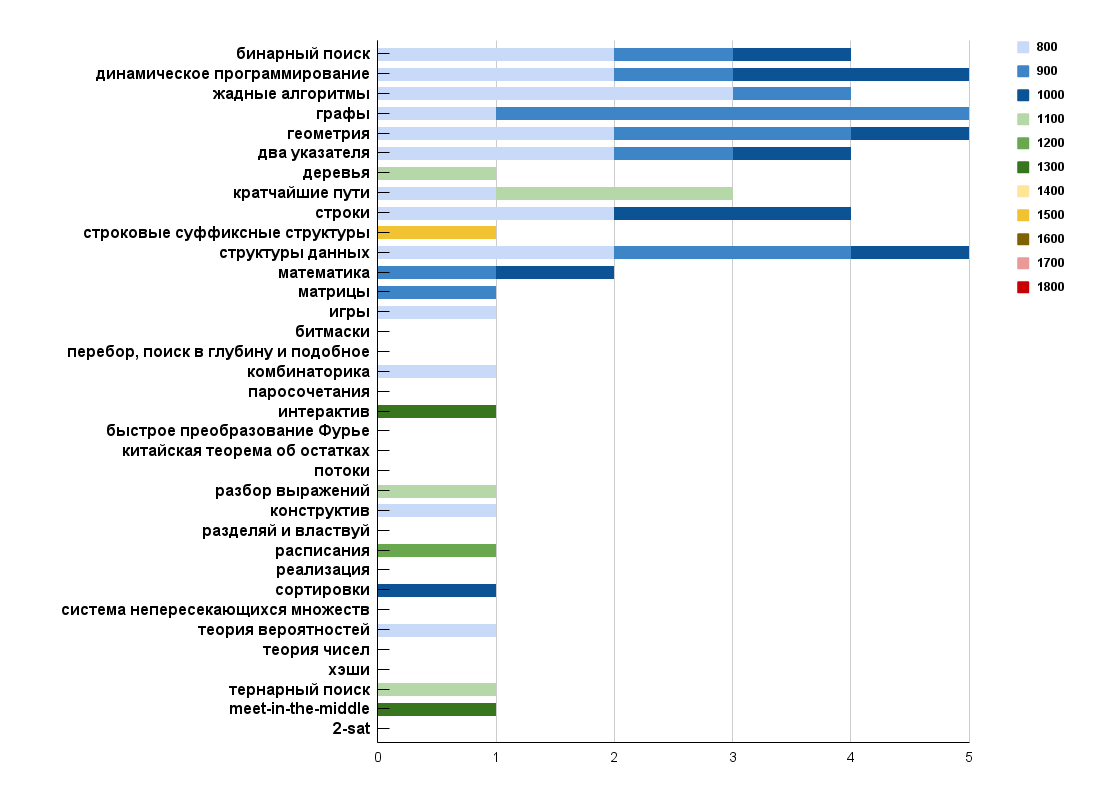 бинарный поиск
динамическое программирование
жадные алгоритмы
графы
геометрия
два указателя
деревья
кратчайшие пути
строки
строковые суффиксные структуры
структуры данных
математика
матрицы
игры
битмаски
перебор, поиск в глубину и подобное
комбинаторика
паросочетания
интерактив
быстрое преобразование Фурье
китайская теорема об остатках
потоки
разбор выражений
конструктив
разделяй и властвуй
расписания
реализация
сортировки
система непересекающихся множеств
теория вероятностей
теория чисел
хэши
тернарный поиск
meet-in-the-middle
2-sat
0 1 2 3 4 5
800
900
1000
1100
1200
1300
1400
1500
1600
1700
1800